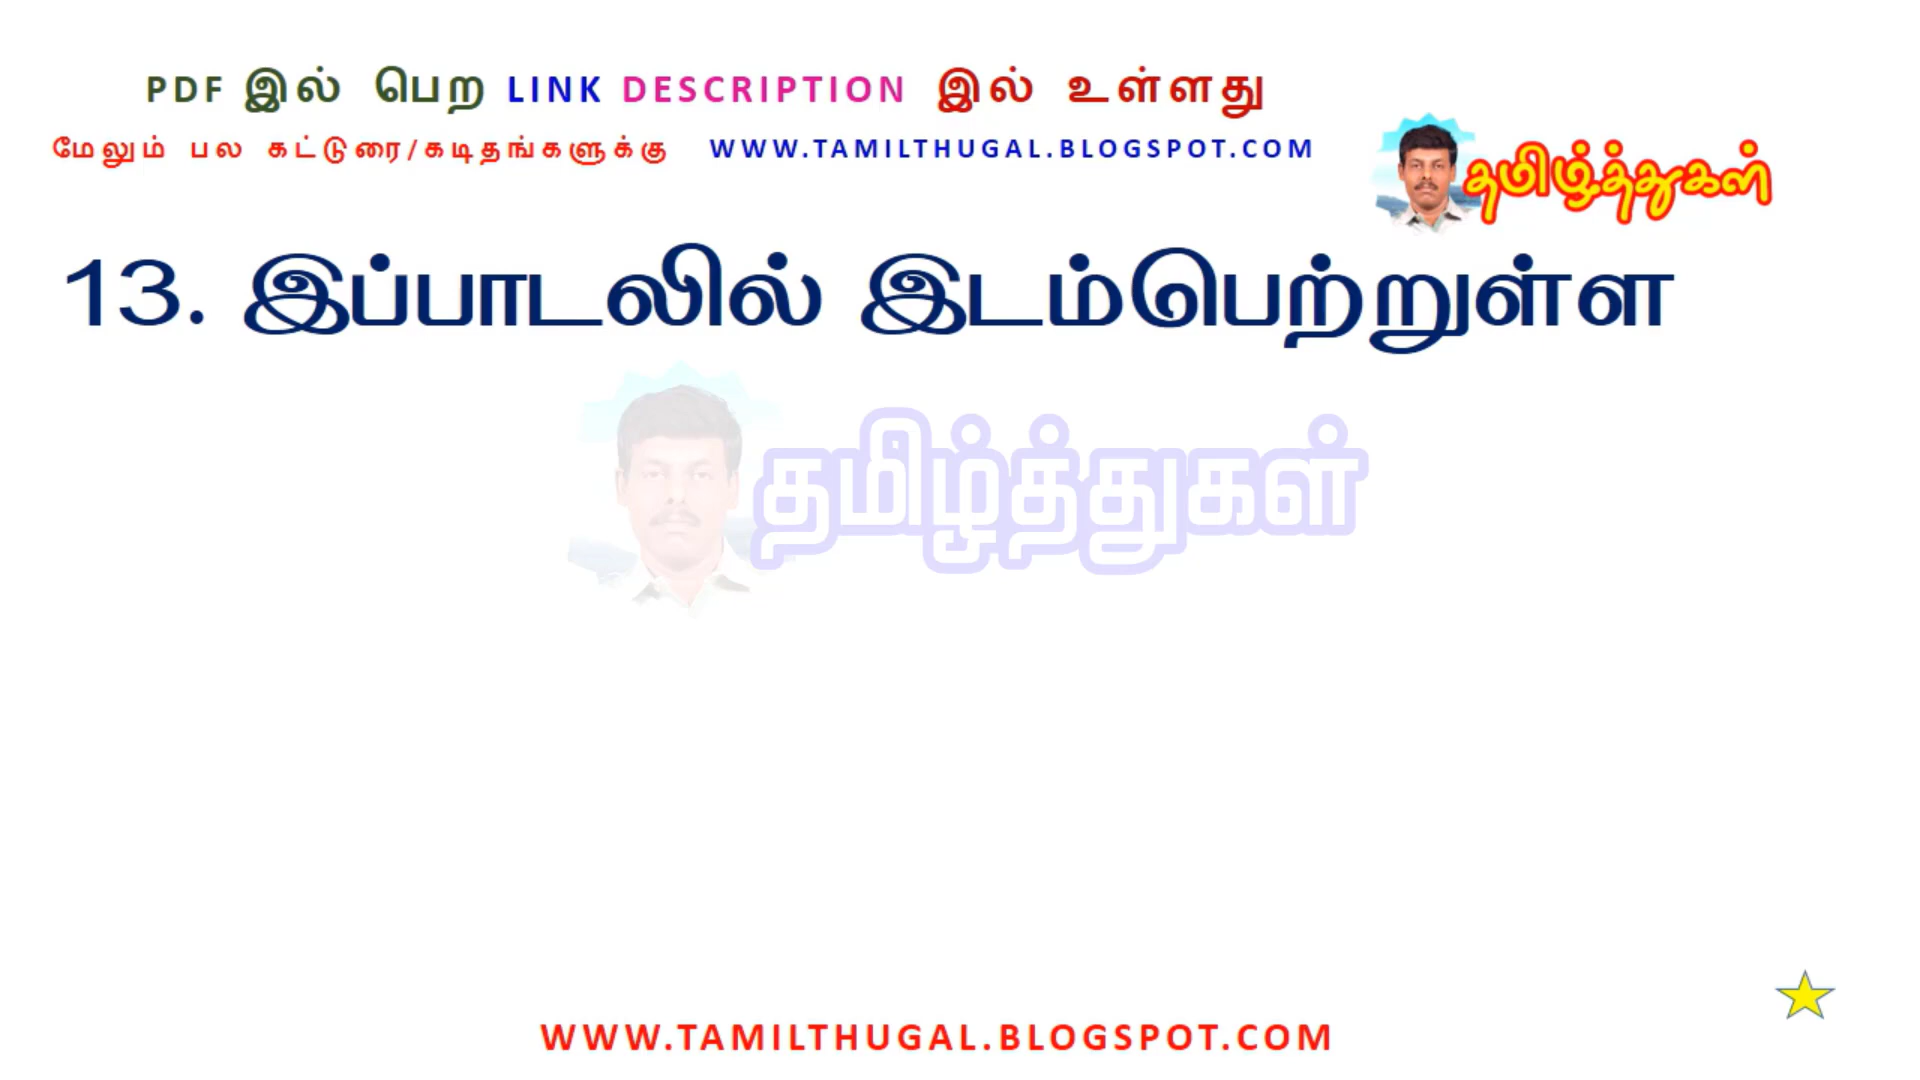 PDF இல் பெற LINK DESCRIPTION இல் உள்ளது
மேலும் பல கட்டுரை/கடிதங்களுக்கு WWW.TAMILTHUGAL.BLOGSPOT.COM
தமிழ்த்துகள்
13. இப்பாடலில் இடம்பெற்றுள்ள
தமிழ்த்துகள்
WWW.TAMILTHUGAL.BLOGSPOT.COM